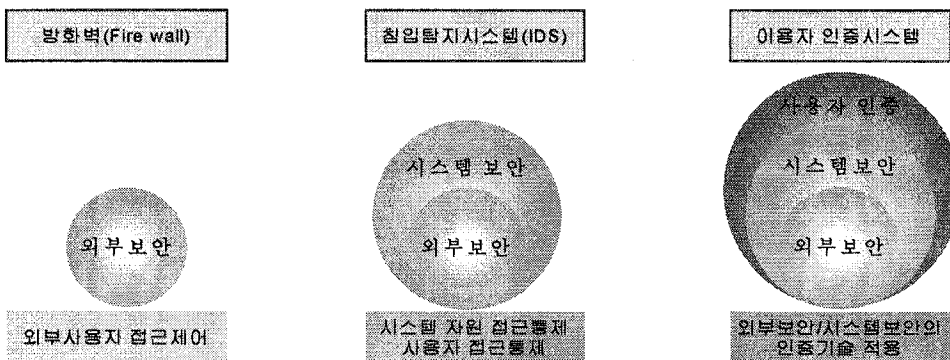 방화벽(Fire wall)
침입탐지시스템(IDS)
이용자 인증시스템
외부보안
시스템 보안
외부보안
사용자 인증
시스템보안
외부보안
외부사용자 접근제어
시스템 자원 접근통제
사용자 접근통제
외부보안/시스템보안의
인증기술 적용